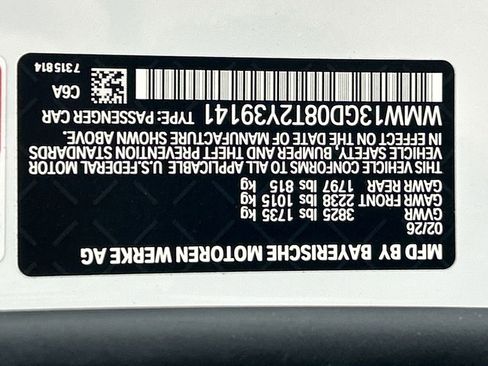 MFD BY BAYERISCHE MOTOREN WERKE AG
02/26
GVWR 3825 lbs 1735 kg
GAWR FRONT 2238 lbs 1015 kg
GAWR REAR 1797 lbs 815 kg
THIS VEHICLE CONFORMS TO ALL APPLICABLE U.S.FEDERAL MOTOR
VEHICLE SAFETY, BUMPER AND THEFT PREVENTION STANDARDS
IN EFFECT ON THE DATE OF MANUFACTURE SHOWN ABOVE.
WMW13GD08T2Y39141 TYPE: PASSENGER CAR
C6A
7315814